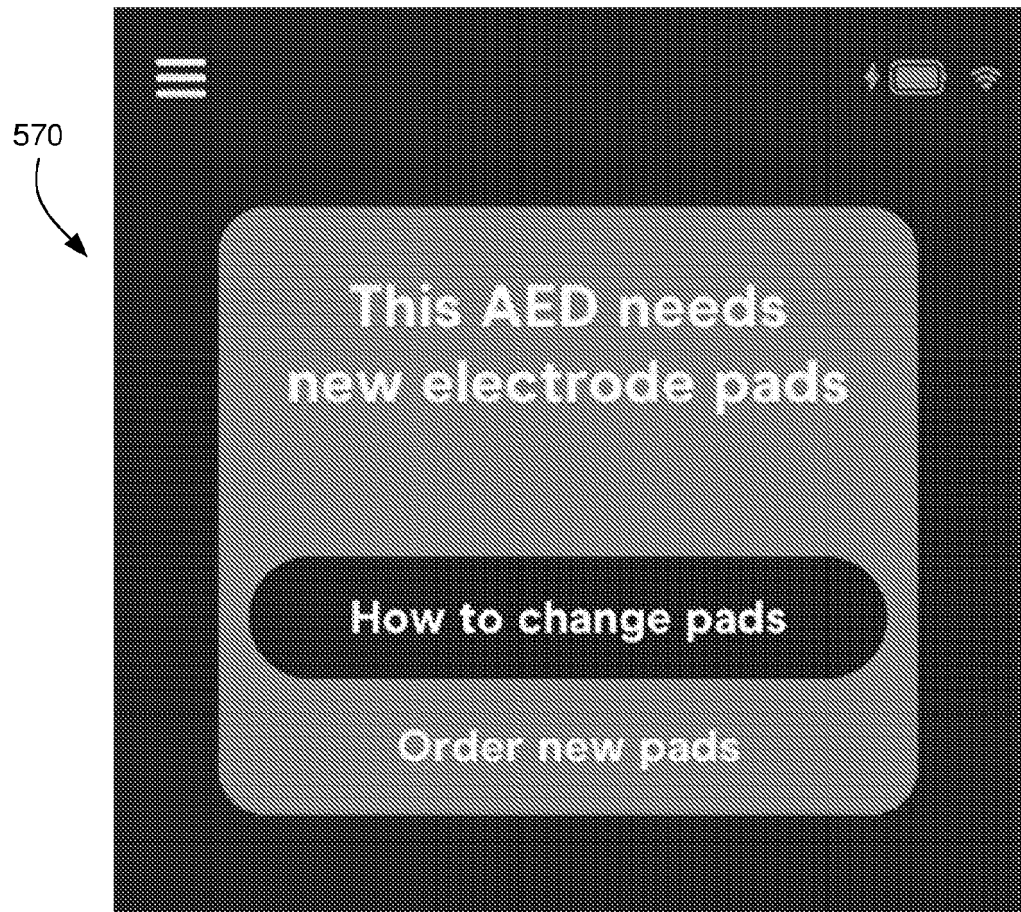 570
This AED needs
new electrode pads
How to change pads
Order new pads